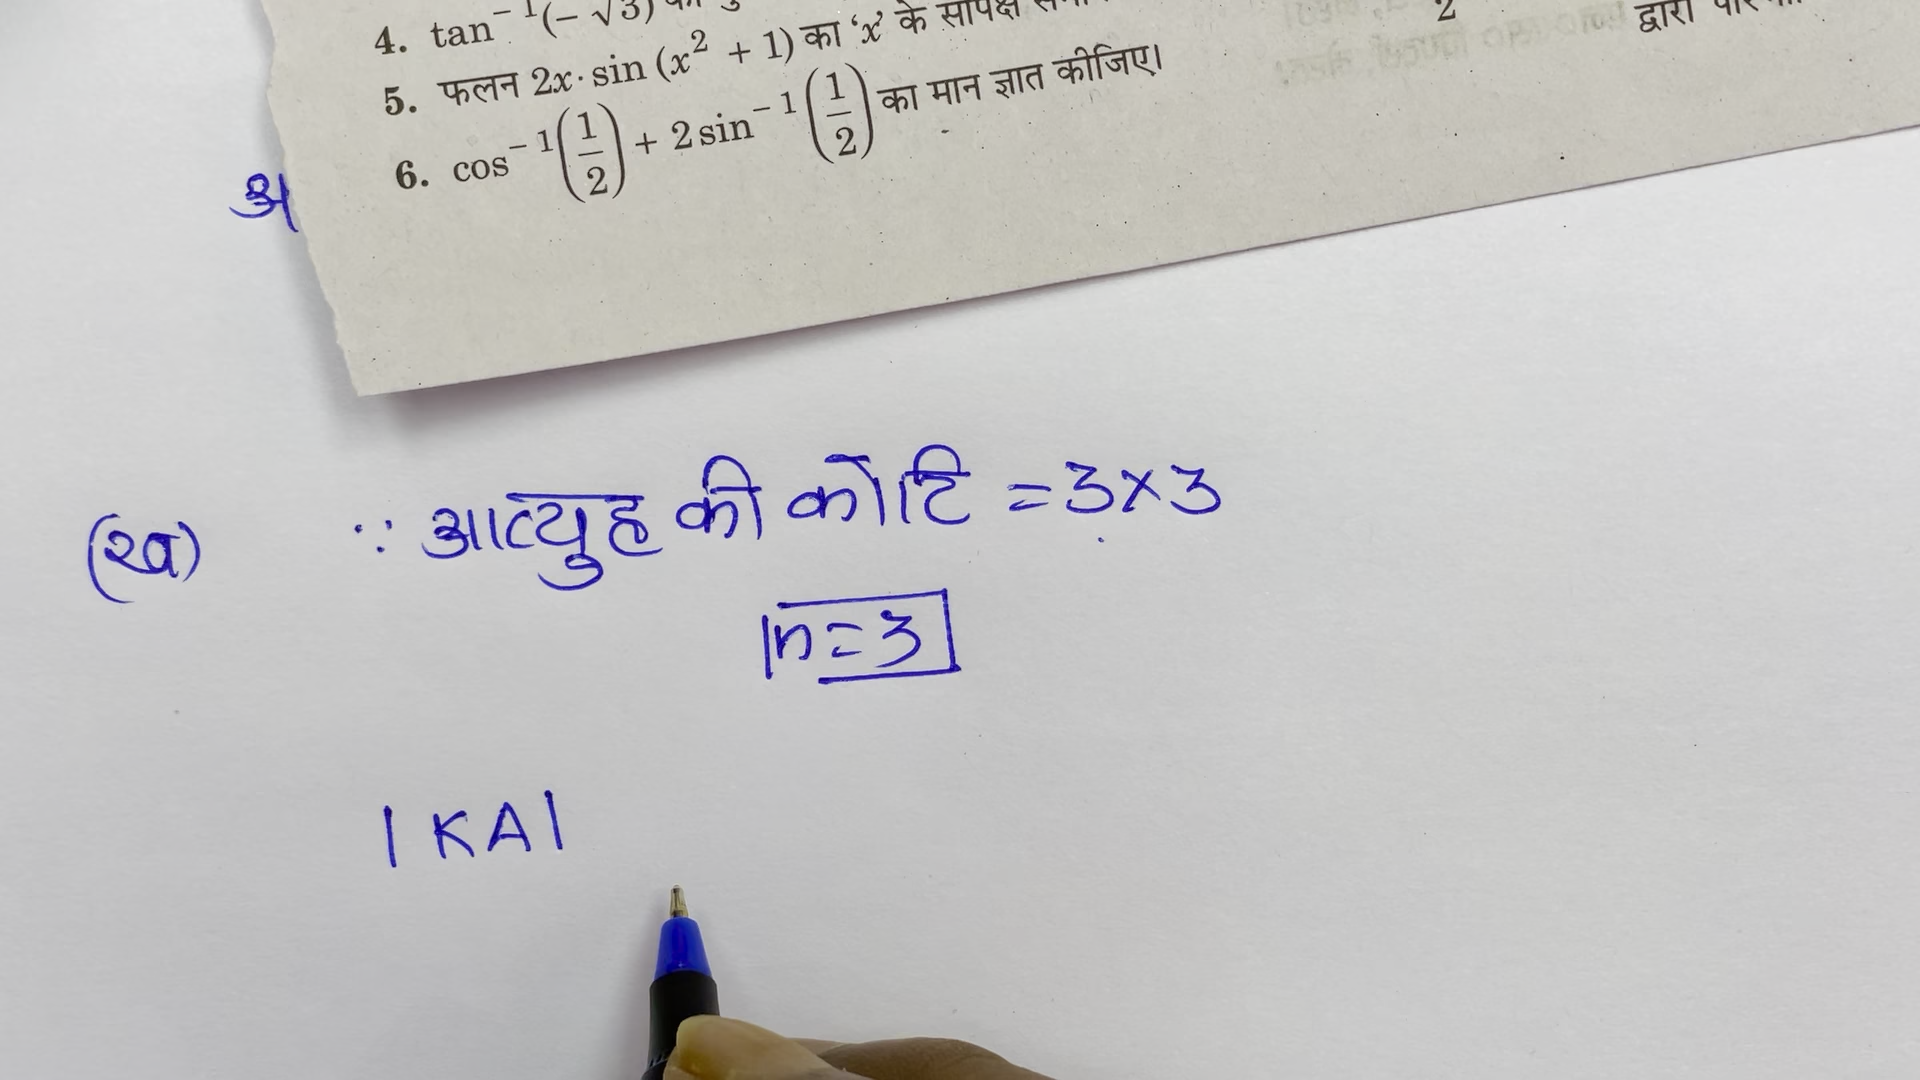 4. tan⁻¹(−√3)
5. फलन 2x·sin (x² + 1) का ‘x’ के सापेक्ष
6. cos⁻¹(1/2) + 2 sin⁻¹(1/2) का मान ज्ञात कीजिए।
2
द्वारा
अ
(ख) ∵ आव्युह की कोटि = 3×3
n=3
|KA|